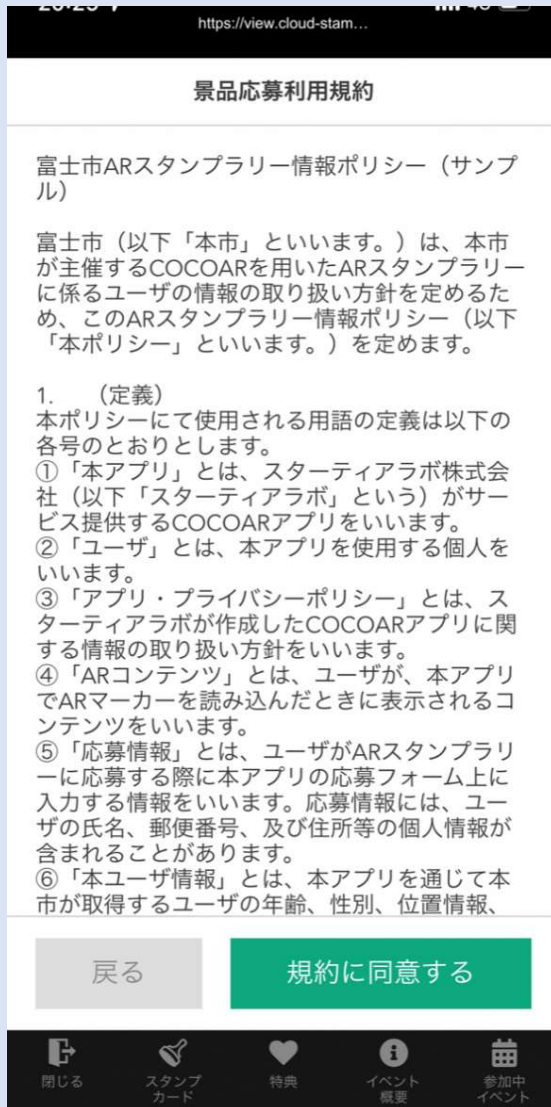 https://view.cloud-stam...
景品応募利用規約
富士市ARスタンプラリー情報ポリシー（サンプ
ル）
富士市（以下「本市」といいます。）は、本市
が主催するCOCOARを用いたARスタンプラリー
に係るユーザの情報の取り扱い方針を定めるた
め、このARスタンプラリー情報ポリシー（以下
「本ポリシー」といいます。）を定めます。
1.　（定義）
本ポリシーにて使用される用語の定義は以下の
各号のとおりとします。
①「本アプリ」とは、スターティアラボ株式会
社（以下「スターティアラボ」という）がサー
ビス提供するCOCOARアプリをいいます。
②「ユーザ」とは、本アプリを使用する個人を
いいます。
③「アプリ・プライバシーポリシー」とは、ス
ターティアラボが作成したCOCOARアプリに関
する情報の取り扱い方針をいいます。
④「ARコンテンツ」とは、ユーザが、本アプリ
でARマーカーを読み込んだときに表示されるコ
ンテンツをいいます。
⑤「応募情報」とは、ユーザがARスタンプラリ
ーに応募する際に本アプリの応募フォーム上に
入力する情報をいいます。応募情報には、ユー
ザの氏名、郵便番号、及び住所等の個人情報が
含まれることがあります。
⑥「本ユーザ情報」とは、本アプリを通じて本
市が取得するユーザの年齢、性別、位置情報、
戻る
規約に同意する
閉じる
スタンプ
カード
特典
イベント
概要
参加中
イベント